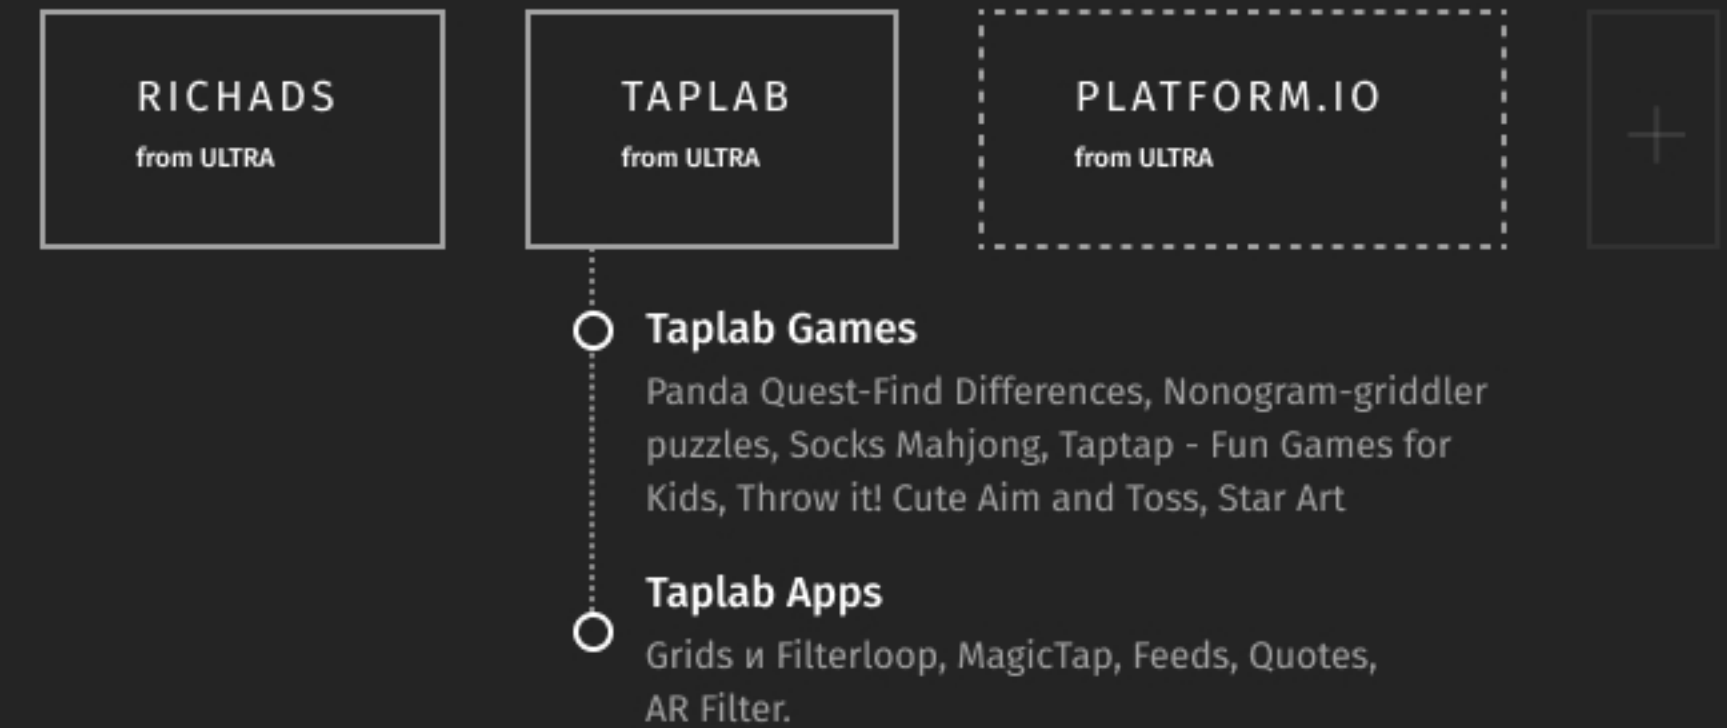 RICHADS
from ULTRA
TAPLAB
from ULTRA
PLATFORM.IO
from ULTRA
Taplab Games
Panda Quest-Find Differences, Nonogram-griddler
puzzles, Socks Mahjong, Taptap - Fun Games for
Kids, Throw it! Cute Aim and Toss, Star Art
Taplab Apps
Grids и Filterloop, MagicTap, Feeds, Quotes,
AR Filter.